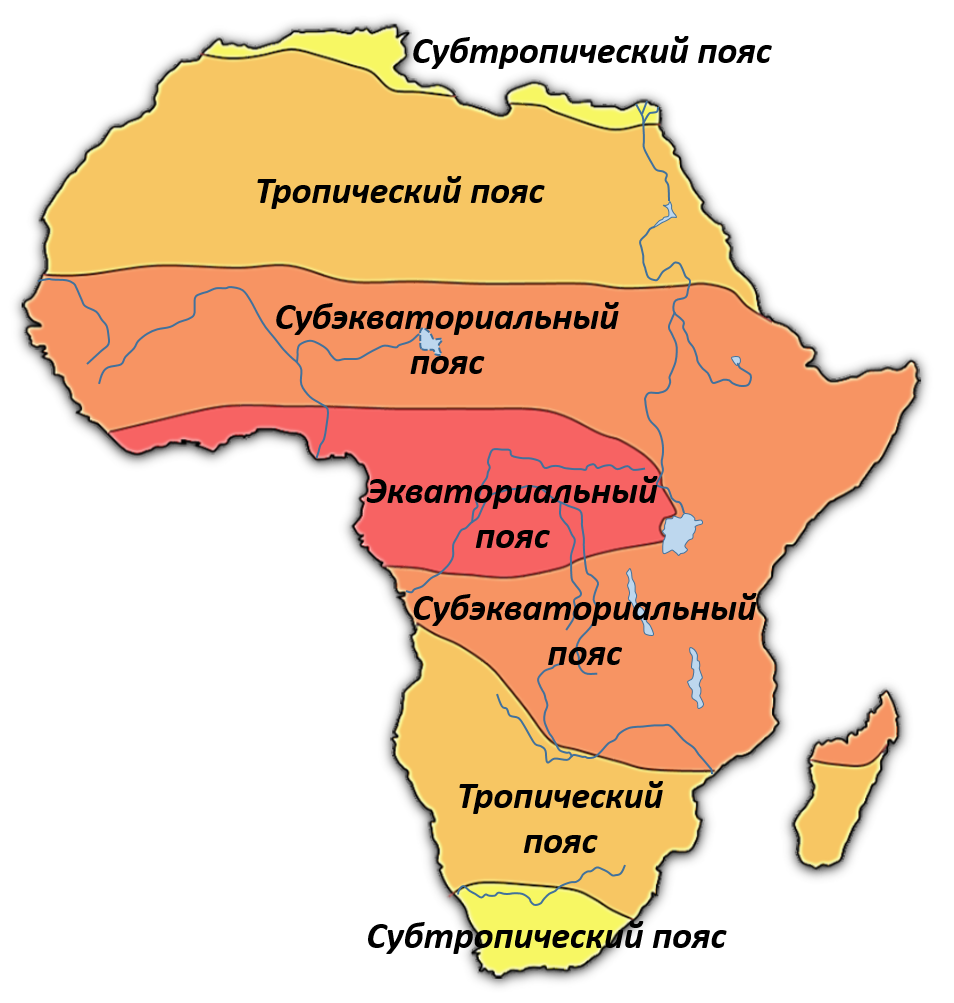 Субтропический пояс
Тропический пояс
Субэкваториальный
пояс
Экваториальный
пояс
Субэкваториальный
пояс
Тропический
пояс
Субтропический пояс